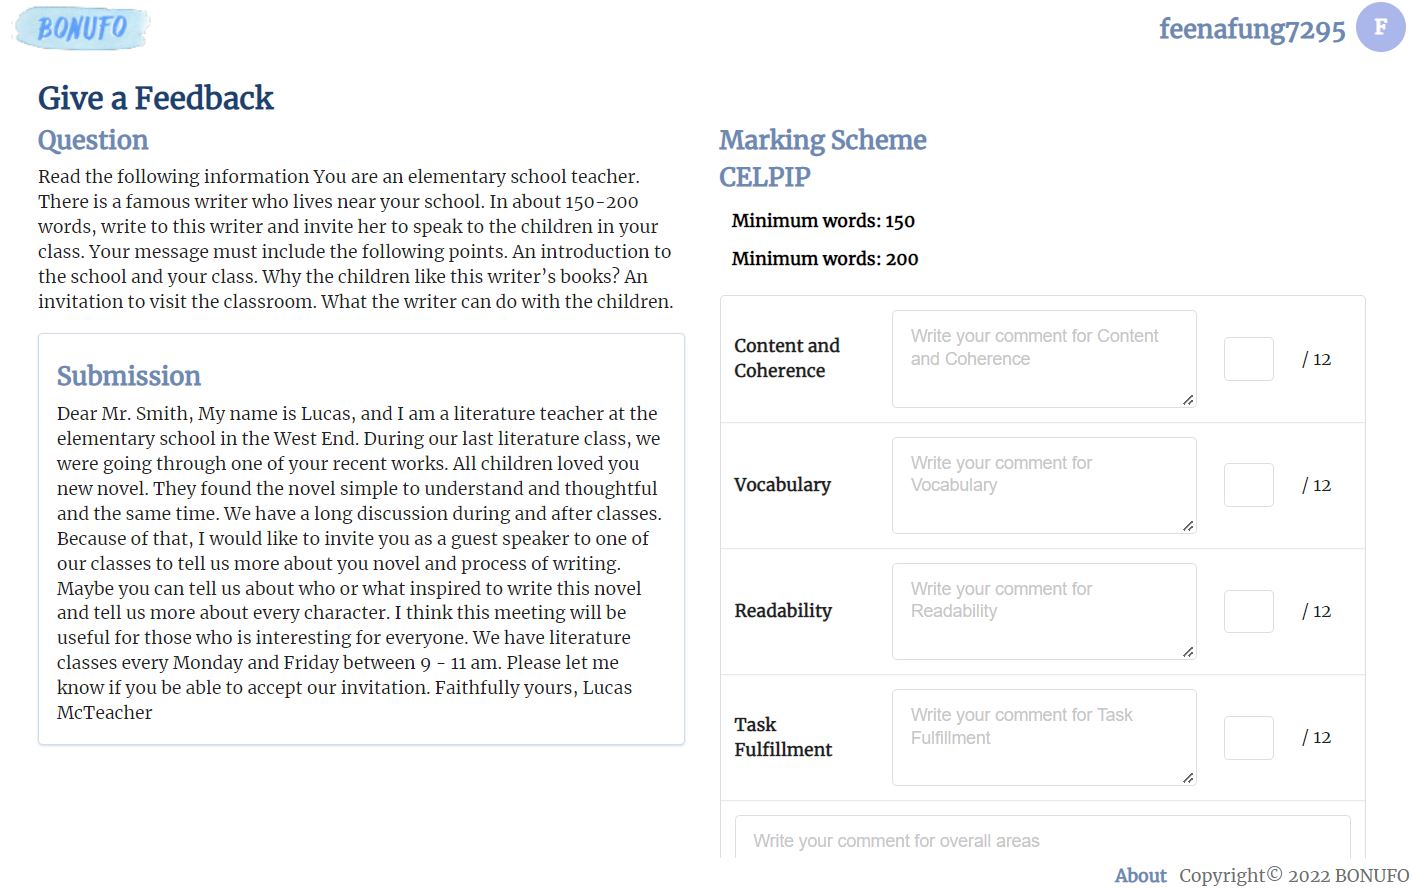 BONUFO
feenafung7295
F
Give a Feedback
Question
Read the following information You are an elementary school teacher.
There is a famous writer who lives near your school. In about 150-200
words, write to this writer and invite her to speak to the children in your
class. Your message must include the following points. An introduction to
the school and your class. Why the children like this writer's books? An
invitation to visit the classroom. What the writer can do with the children.
Submission
Dear Mr. Smith, My name is Lucas, and I am a literature teacher at the
elementary school in the West End. During our last literature class, we
were going through one of your recent works. All children loved you
new novel. They found the novel simple to understand and thoughtful
and the same time. We have a long discussion during and after classes.
Because of that, I would like to invite you as a guest speaker to one of
our classes to tell us more about you novel and process of writing.
Maybe you can tell us about who or what inspired to write this novel
and tell us more about every character. I think this meeting will be
useful for those who is interesting for everyone. We have literature
classes every Monday and Friday between 9 - 11 am. Please let me
know if you be able to accept our invitation. Faithfully yours, Lucas
McTeacher
Marking Scheme
CELPIP
Minimum words: 150
Minimum words: 200
Content and
Coherence
Write your comment for Content
and Coherence
/ 12
Vocabulary
Write your comment for
Vocabulary
/ 12
Readability
Write your comment for
Readability
/ 12
Task
Fulfillment
Write your comment for Task
Fulfillment
/ 12
Write your comment for overall areas
About Copyright© 2022 BONUFO